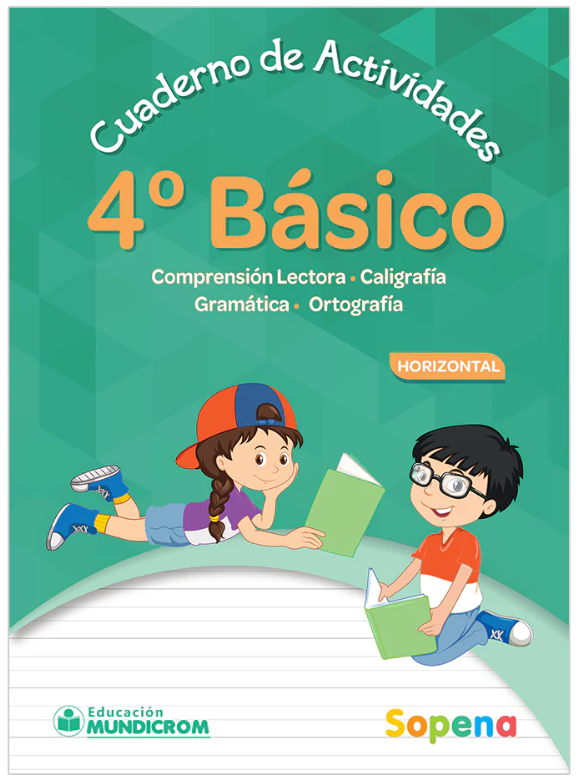 Cuaderno de Actividades
4º Básico
Comprensión Lectora • Caligrafía
Gramática • Ortografía
HORIZONTAL
Educación
MUNDICROM
Sopena